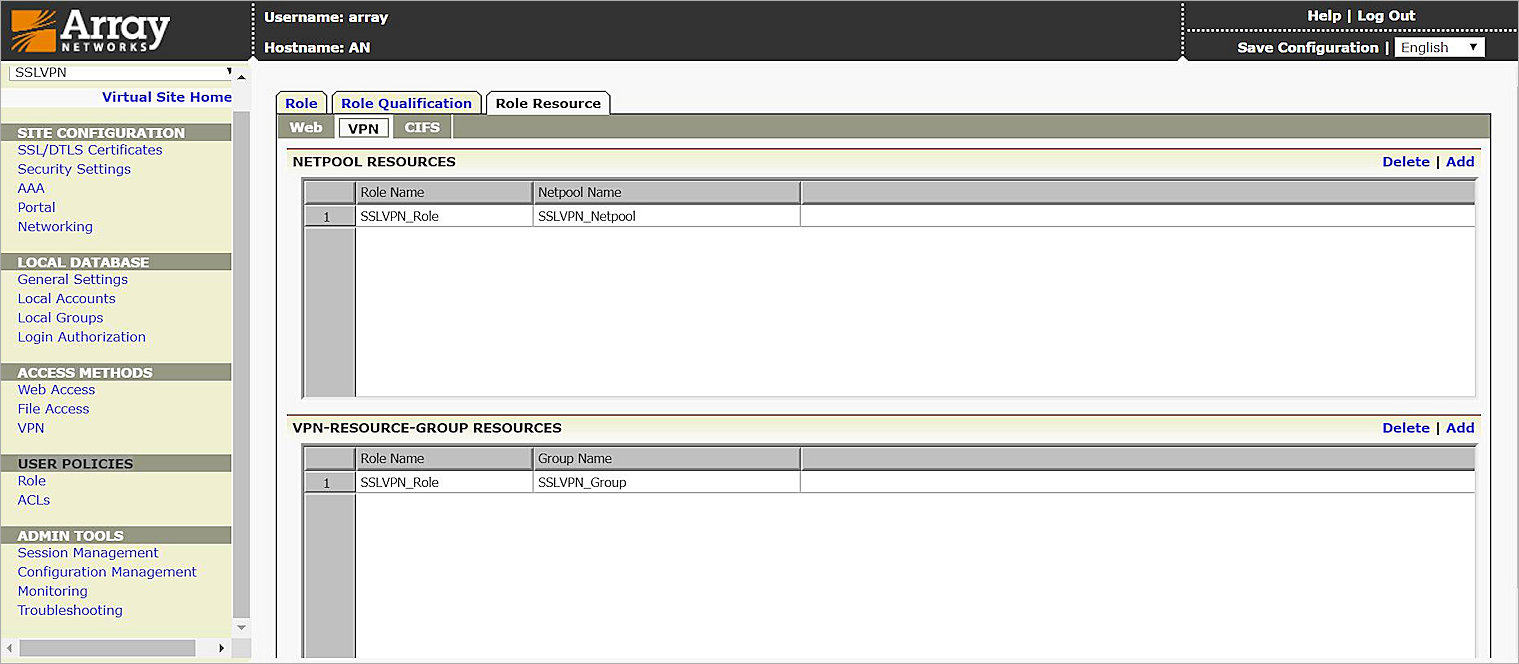 Array
NETWORKS
Username: array
Hostname: AN
Help | Log Out
Save Configuration | English
SSLVPN
Virtual Site Home
SITE CONFIGURATION
SSL/DTLS Certificates
Security Settings
AAA
Portal
Networking
LOCAL DATABASE
General Settings
Local Accounts
Local Groups
Login Authorization
ACCESS METHODS
Web Access
File Access
VPN
USER POLICIES
Role
ACLs
ADMIN TOOLS
Session Management
Configuration Management
Monitoring
Troubleshooting
Role Role Qualification Role Resource
Web VPN CIFS
NETPOOL RESOURCES Delete | Add
Role Name Netpool Name
1 SSLVPN_Role SSLVPN_Netpool
VPN-RESOURCE-GROUP RESOURCES Delete | Add
Role Name Group Name
1 SSLVPN_Role SSLVPN_Group